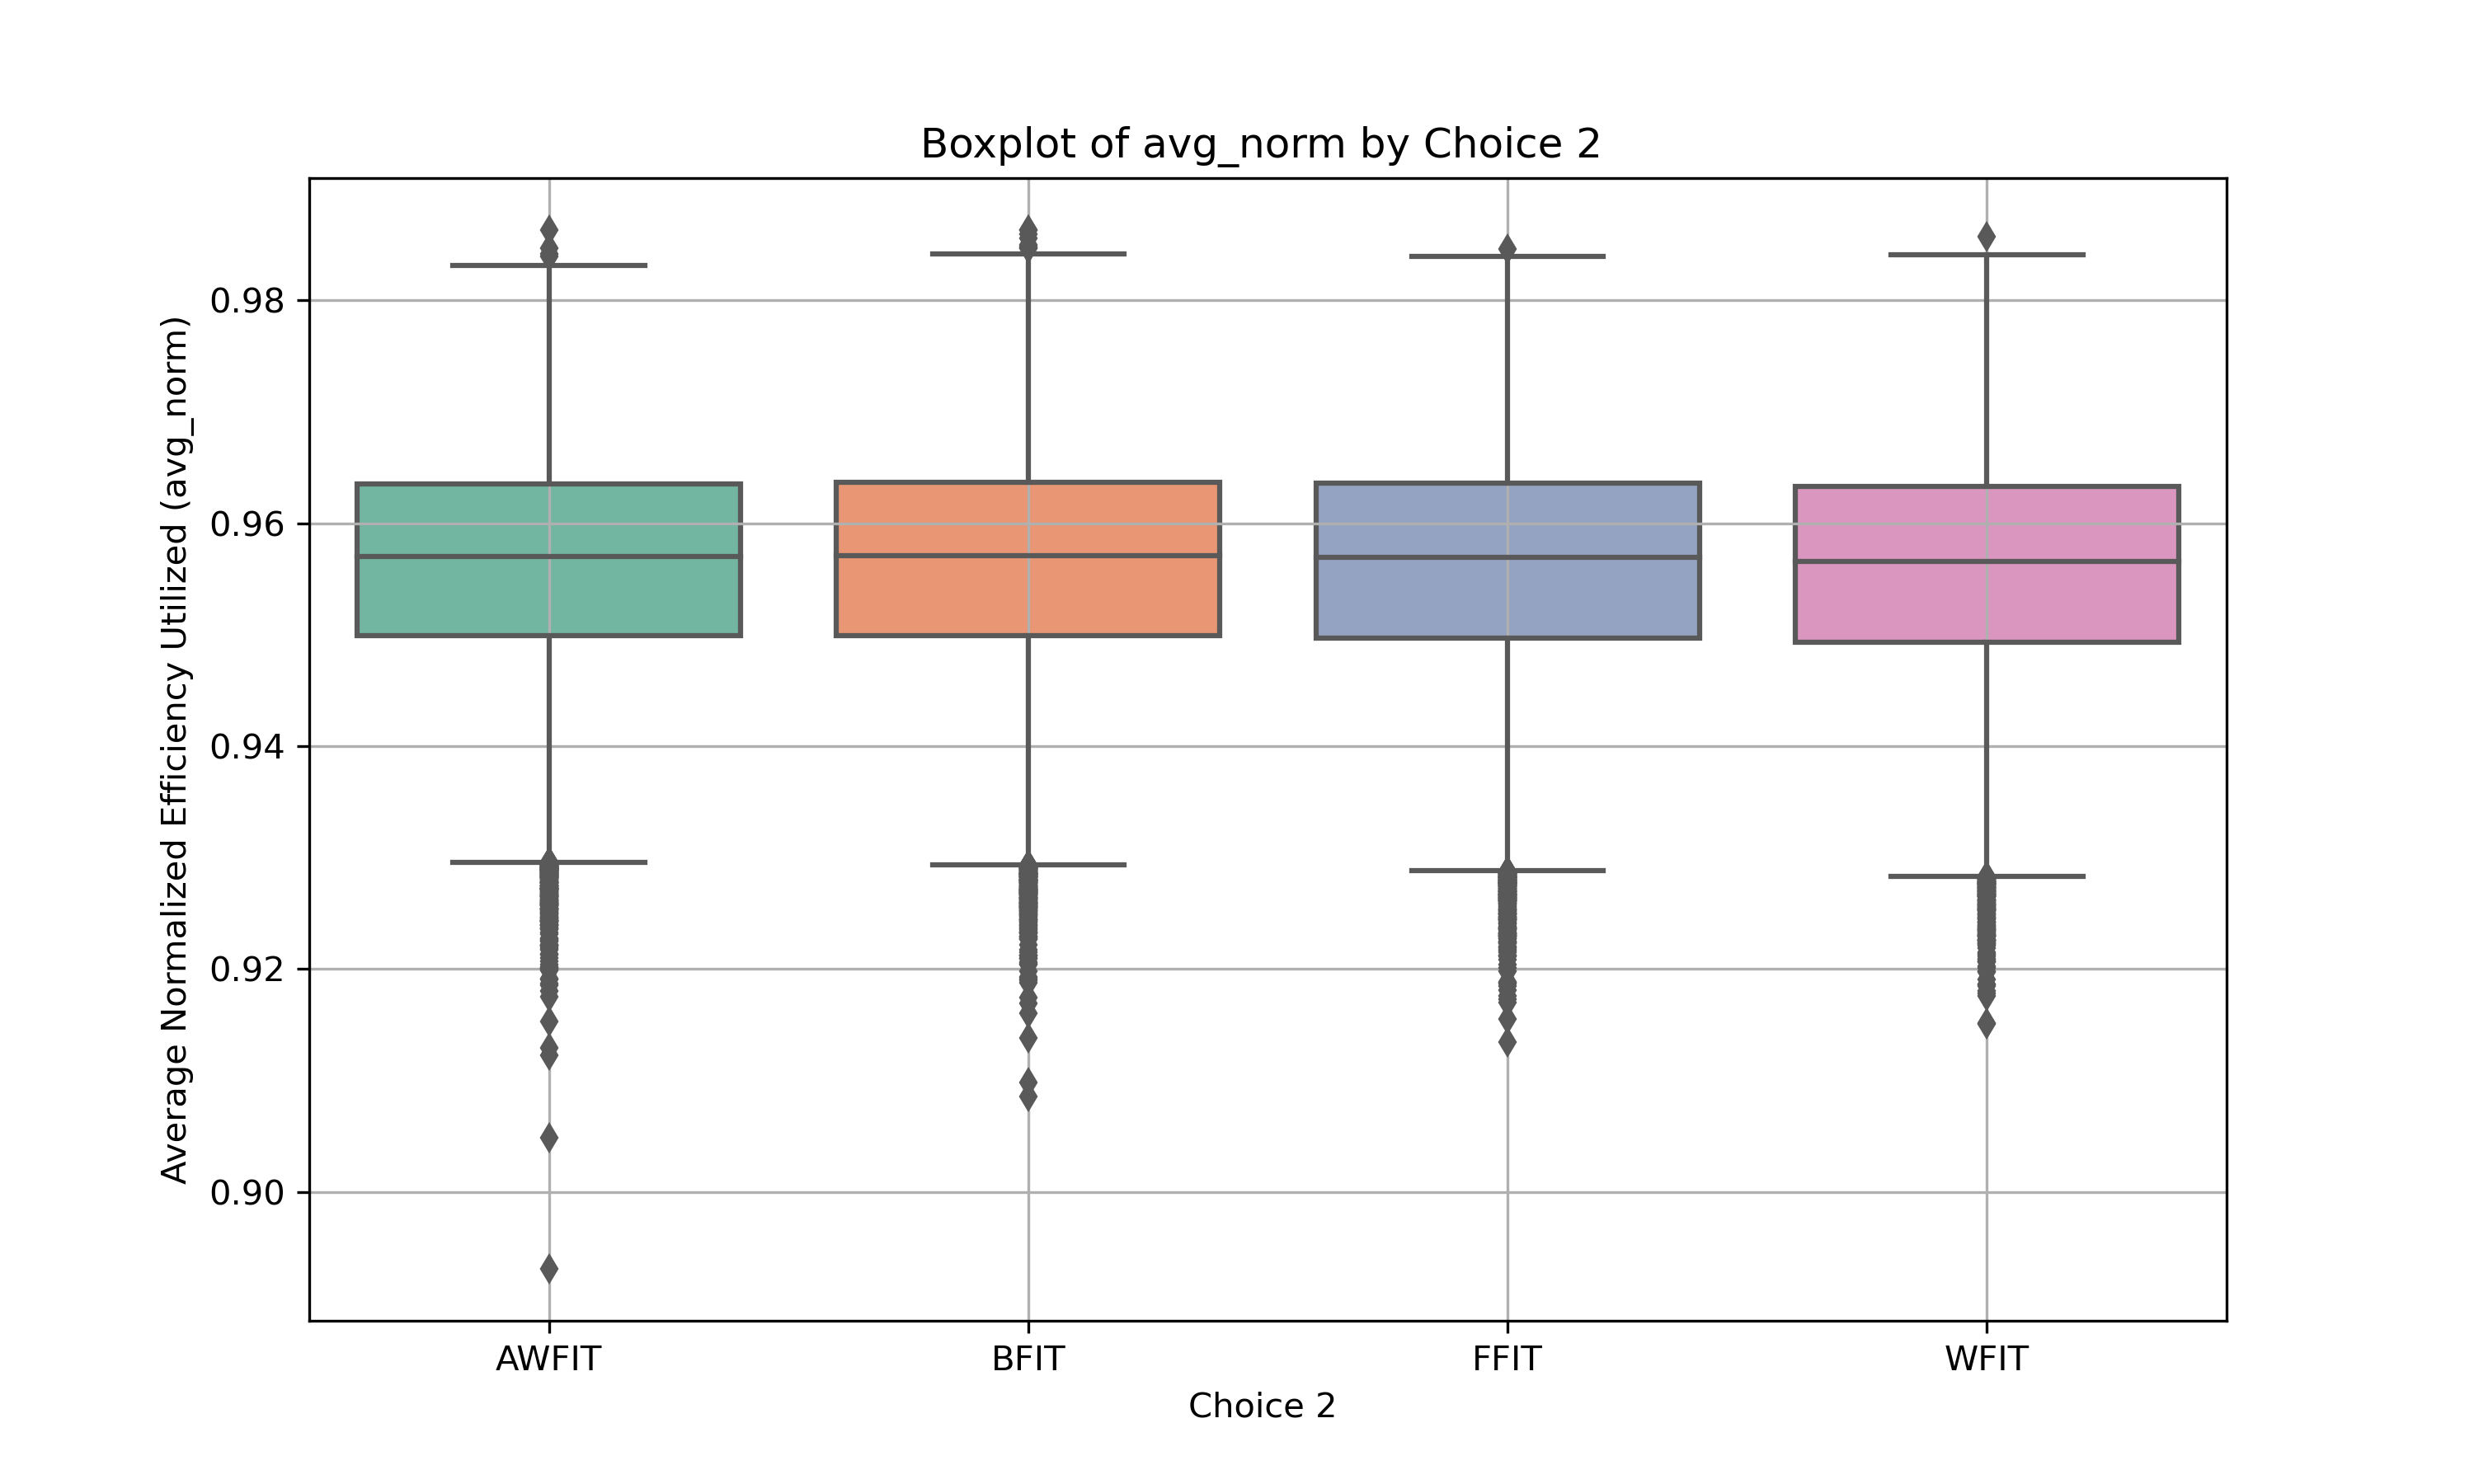 Boxplot of avg_norm by Choice 2
Average Normalized Efficiency Utilized (avg_norm)
0.98
0.96
0.94
0.92
0.90
AWFIT
BFIT
FFIT
WFIT
Choice 2